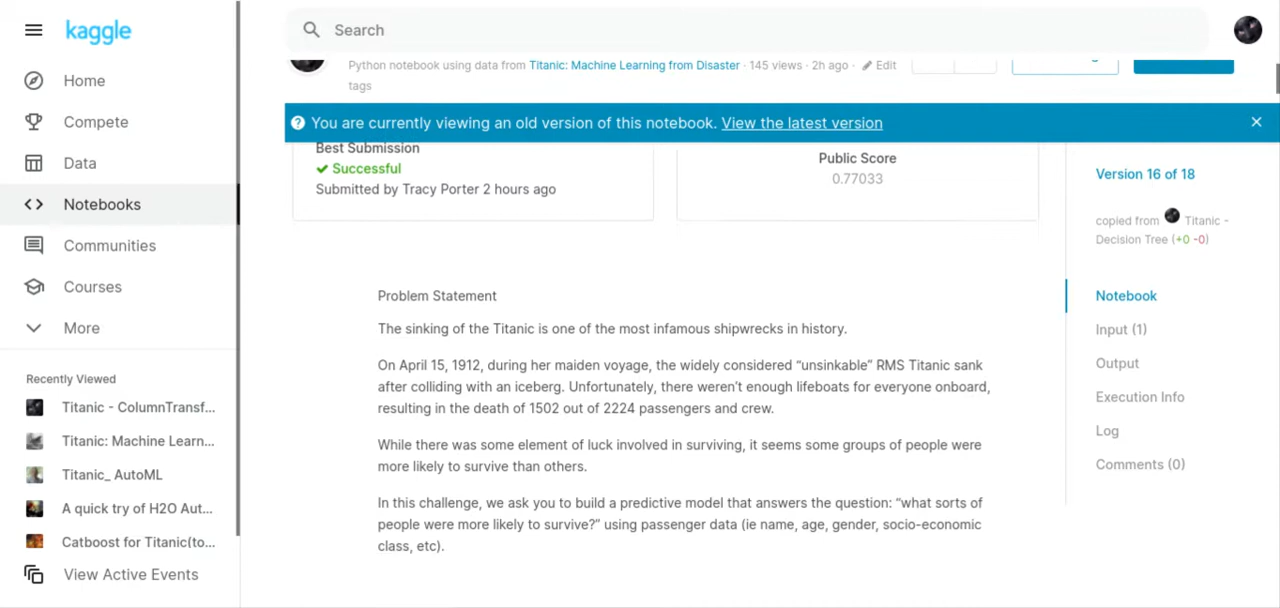 kaggle
Search
Home
Compete
Data
Notebooks
Communities
Courses
More
Recently Viewed
Titanic - ColumnTransf...
Titanic: Machine Learn...
Titanic_ AutoML
A quick try of H2O Aut...
Catboost for Titanic(to...
View Active Events
Python notebook using data from Titanic: Machine Learning from Disaster · 145 views · 2h ago · Edit
tags
You are currently viewing an old version of this notebook. View the latest version
Best Submission
Successful
Submitted by Tracy Porter 2 hours ago
Public Score
0.77033
Problem Statement
The sinking of the Titanic is one of the most infamous shipwrecks in history.
On April 15, 1912, during her maiden voyage, the widely considered “unsinkable” RMS Titanic sank
after colliding with an iceberg. Unfortunately, there weren’t enough lifeboats for everyone onboard,
resulting in the death of 1502 out of 2224 passengers and crew.
While there was some element of luck involved in surviving, it seems some groups of people were
more likely to survive than others.
In this challenge, we ask you to build a predictive model that answers the question: “what sorts of
people were more likely to survive?” using passenger data (ie name, age, gender, socio-economic
class, etc).
Version 16 of 18
copied from Titanic -
Decision Tree (+0 -0)
Notebook
Input (1)
Output
Execution Info
Log
Comments (0)